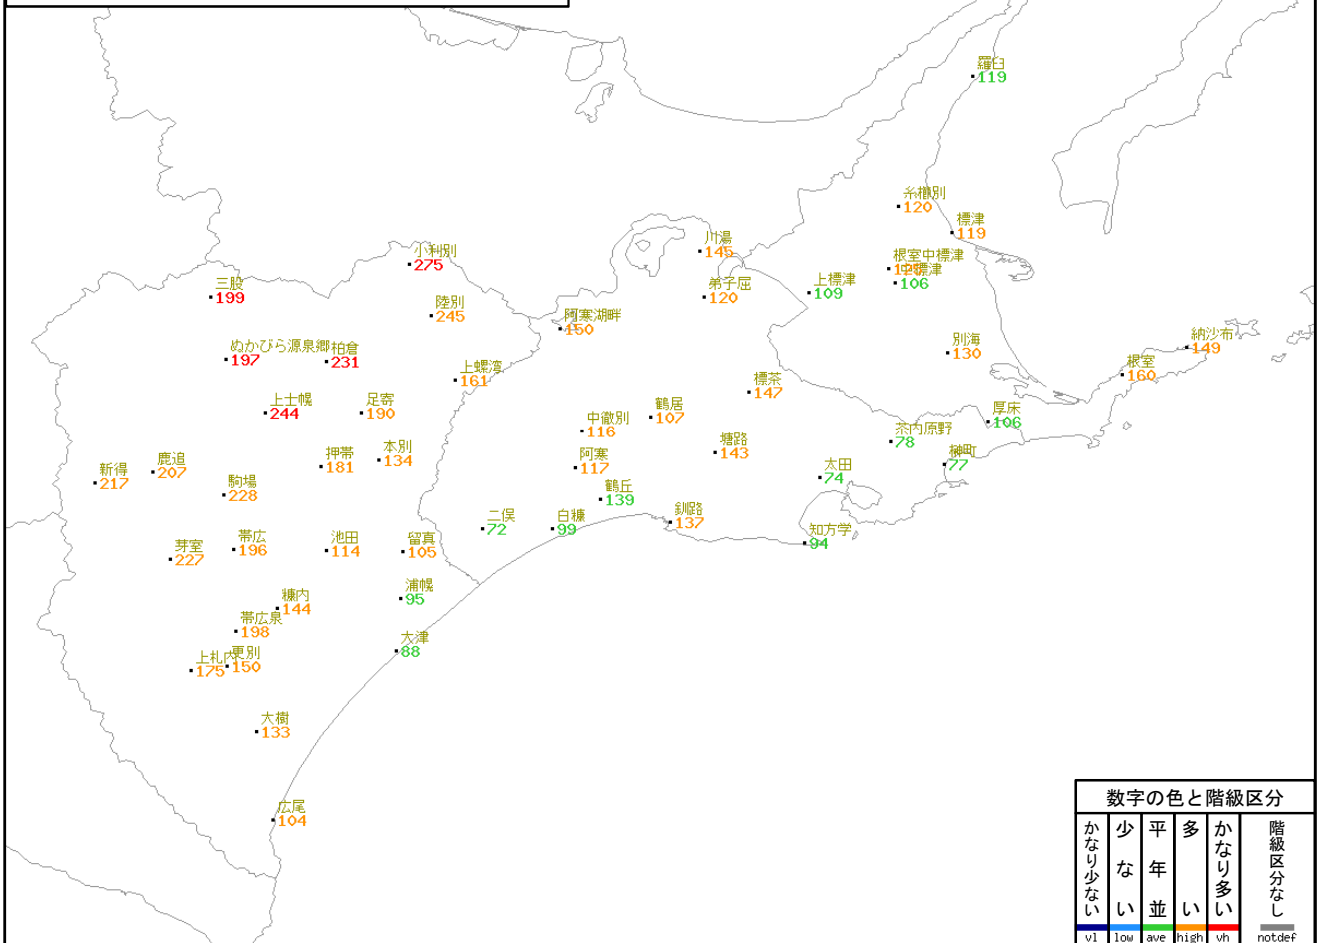 羅臼
119
糸櫛別
120
標津
119
根室中標津
中標津
106
上標津
109
川湯
145
弟子屈
120
小利別
275
三股
199
陸別
245
阿寒湖畔
150
ぬかびら源泉郷
197
柏倉
231
上螺湾
161
別海
130
納沙布
149
根室
160
標茶
147
上士幌
244
足寄
190
鶴居
107
中徹別
116
厚床
106
茶内原野
78
榊町
77
塘路
143
本別
134
押帯
181
鹿追
207
新得
217
駒場
228
阿寒
117
太田
74
鶴丘
139
二俣
72
白糠
99
釧路
137
知方学
94
帯広
196
芽室
227
池田
114
留真
105
浦幌
95
糠内
144
帯広泉
198
大津
88
上札内
175
更別
150
大樹
133
広尾
104
数字の色と階級区分
かなり少ない
少ない
平年並
多い
かなり多い
階級区分なし
vl
low
ave
high
vh
notdef